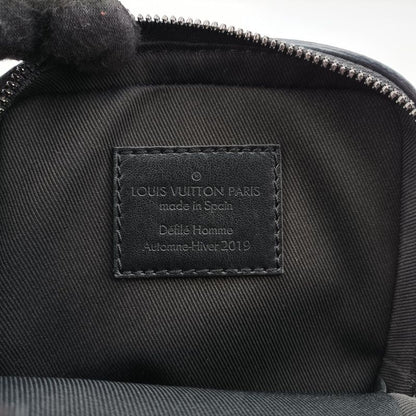 LOUIS VUITTON PARIS
made in Spain
Défilé Homme
Automne-Hiver 2019